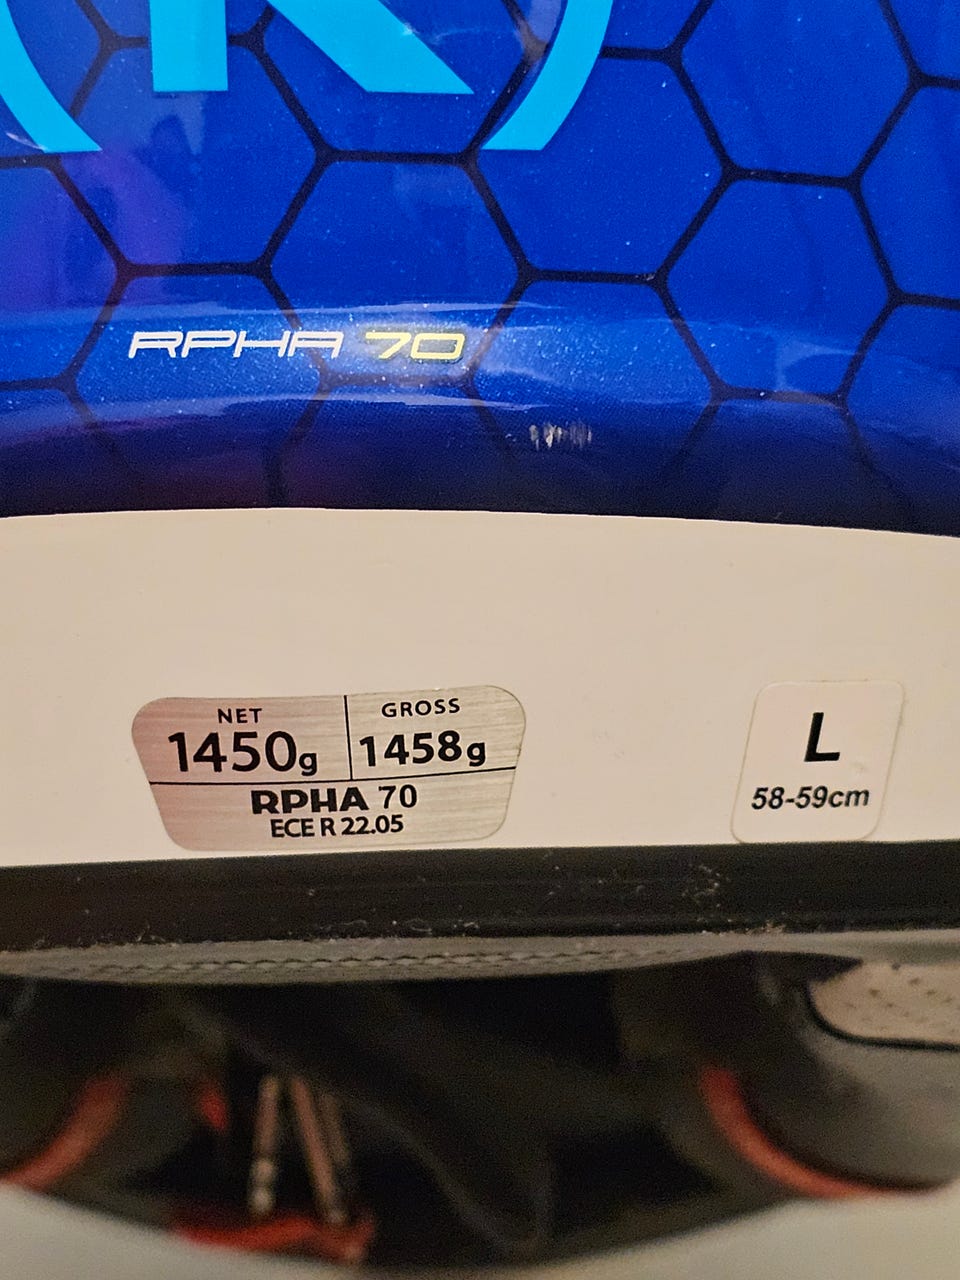 RPHA 70
NET
1450g
GROSS
1458g
RPHA 70
ECE R 22.05
L
58-59cm